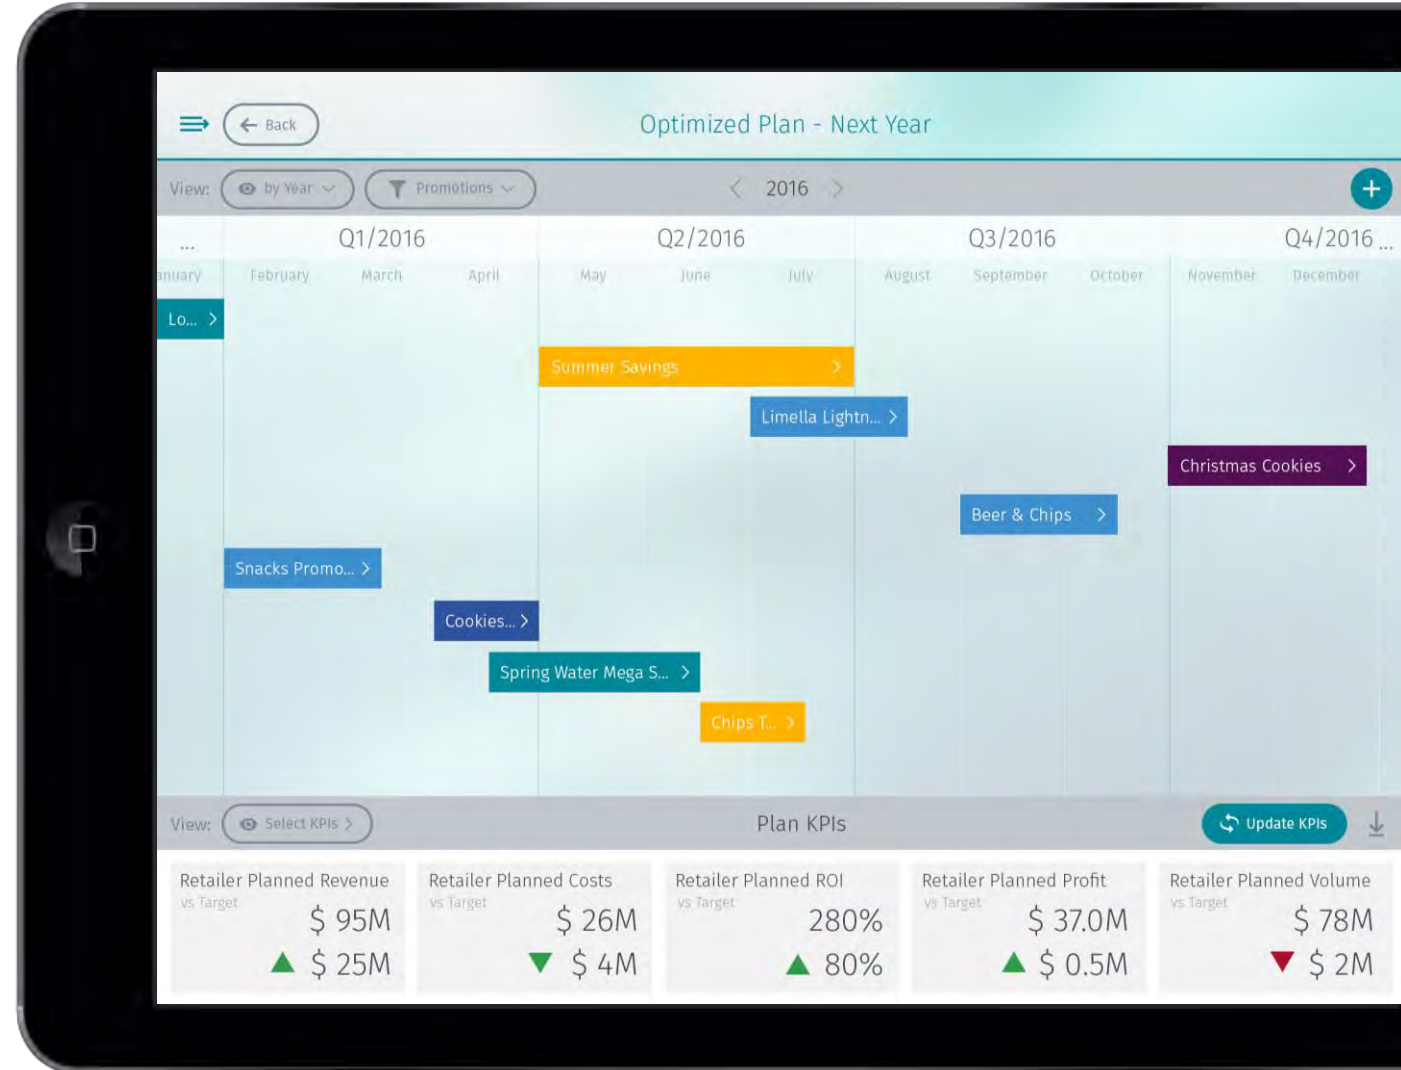 Back
Optimized Plan - Next Year
View: by Year Promotions 2016
... Q1/2016 Q2/2016 Q3/2016 Q4/2016 ...
anuary February March April May June July August September October November December
Lo...
Summer Savings
Limella Lightn...
Christmas Cookies
Beer & Chips
Snacks Promo...
Cookies...
Spring Water Mega S...
Chips T...
View: Select KPIs Plan KPIs Update KPIs
Retailer Planned Revenue
vs Target
$ 95M
$ 25M
Retailer Planned Costs
vs Target
$ 26M
$ 4M
Retailer Planned ROI
vs Target
280%
80%
Retailer Planned Profit
vs Target
$ 37.0M
$ 0.5M
Retailer Planned Volume
vs Target
$ 78M
$ 2M